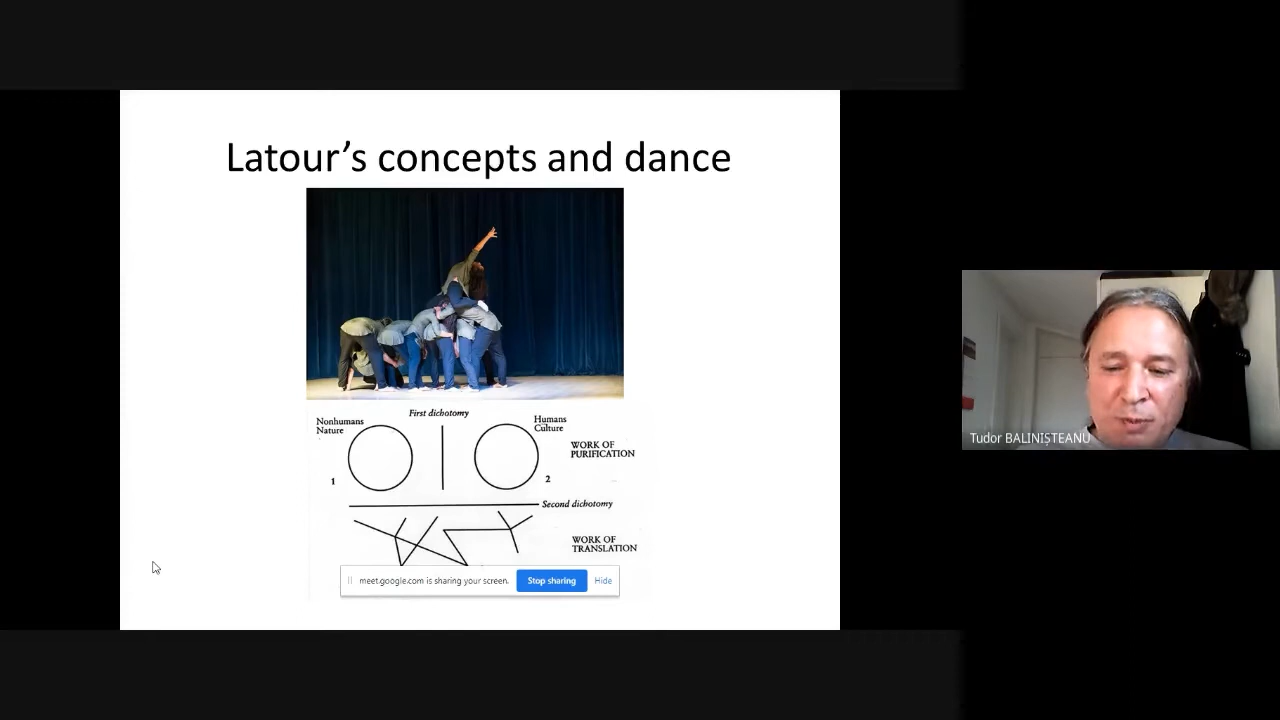 Latour’s concepts and dance
First dichotomy
Nonhumans
Nature
Humans
Culture
WORK OF
PURIFICATION
1
2
Second dichotomy
WORK OF
TRANSLATION
meet.google.com is sharing your screen.
Stop sharing
Hide
Tudor BALINIȘTEANU